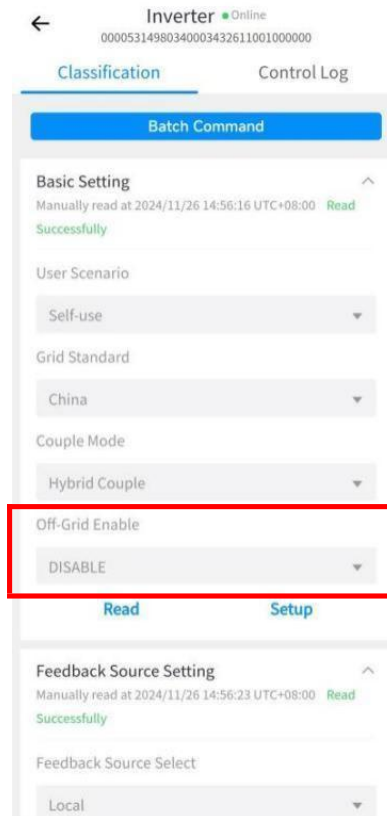 Inverter Online
00005314980340003432611001000000
Classification Control Log
Batch Command
Basic Setting
Manually read at 2024/11/26 14:56:16 UTC+08:00 Read
Successfully
User Scenario
Self-use
Grid Standard
China
Couple Mode
Hybrid Couple
Off-Grid Enable
DISABLE
Read Setup
Feedback Source Setting
Manually read at 2024/11/26 14:56:23 UTC+08:00 Read
Successfully
Feedback Source Select
Local